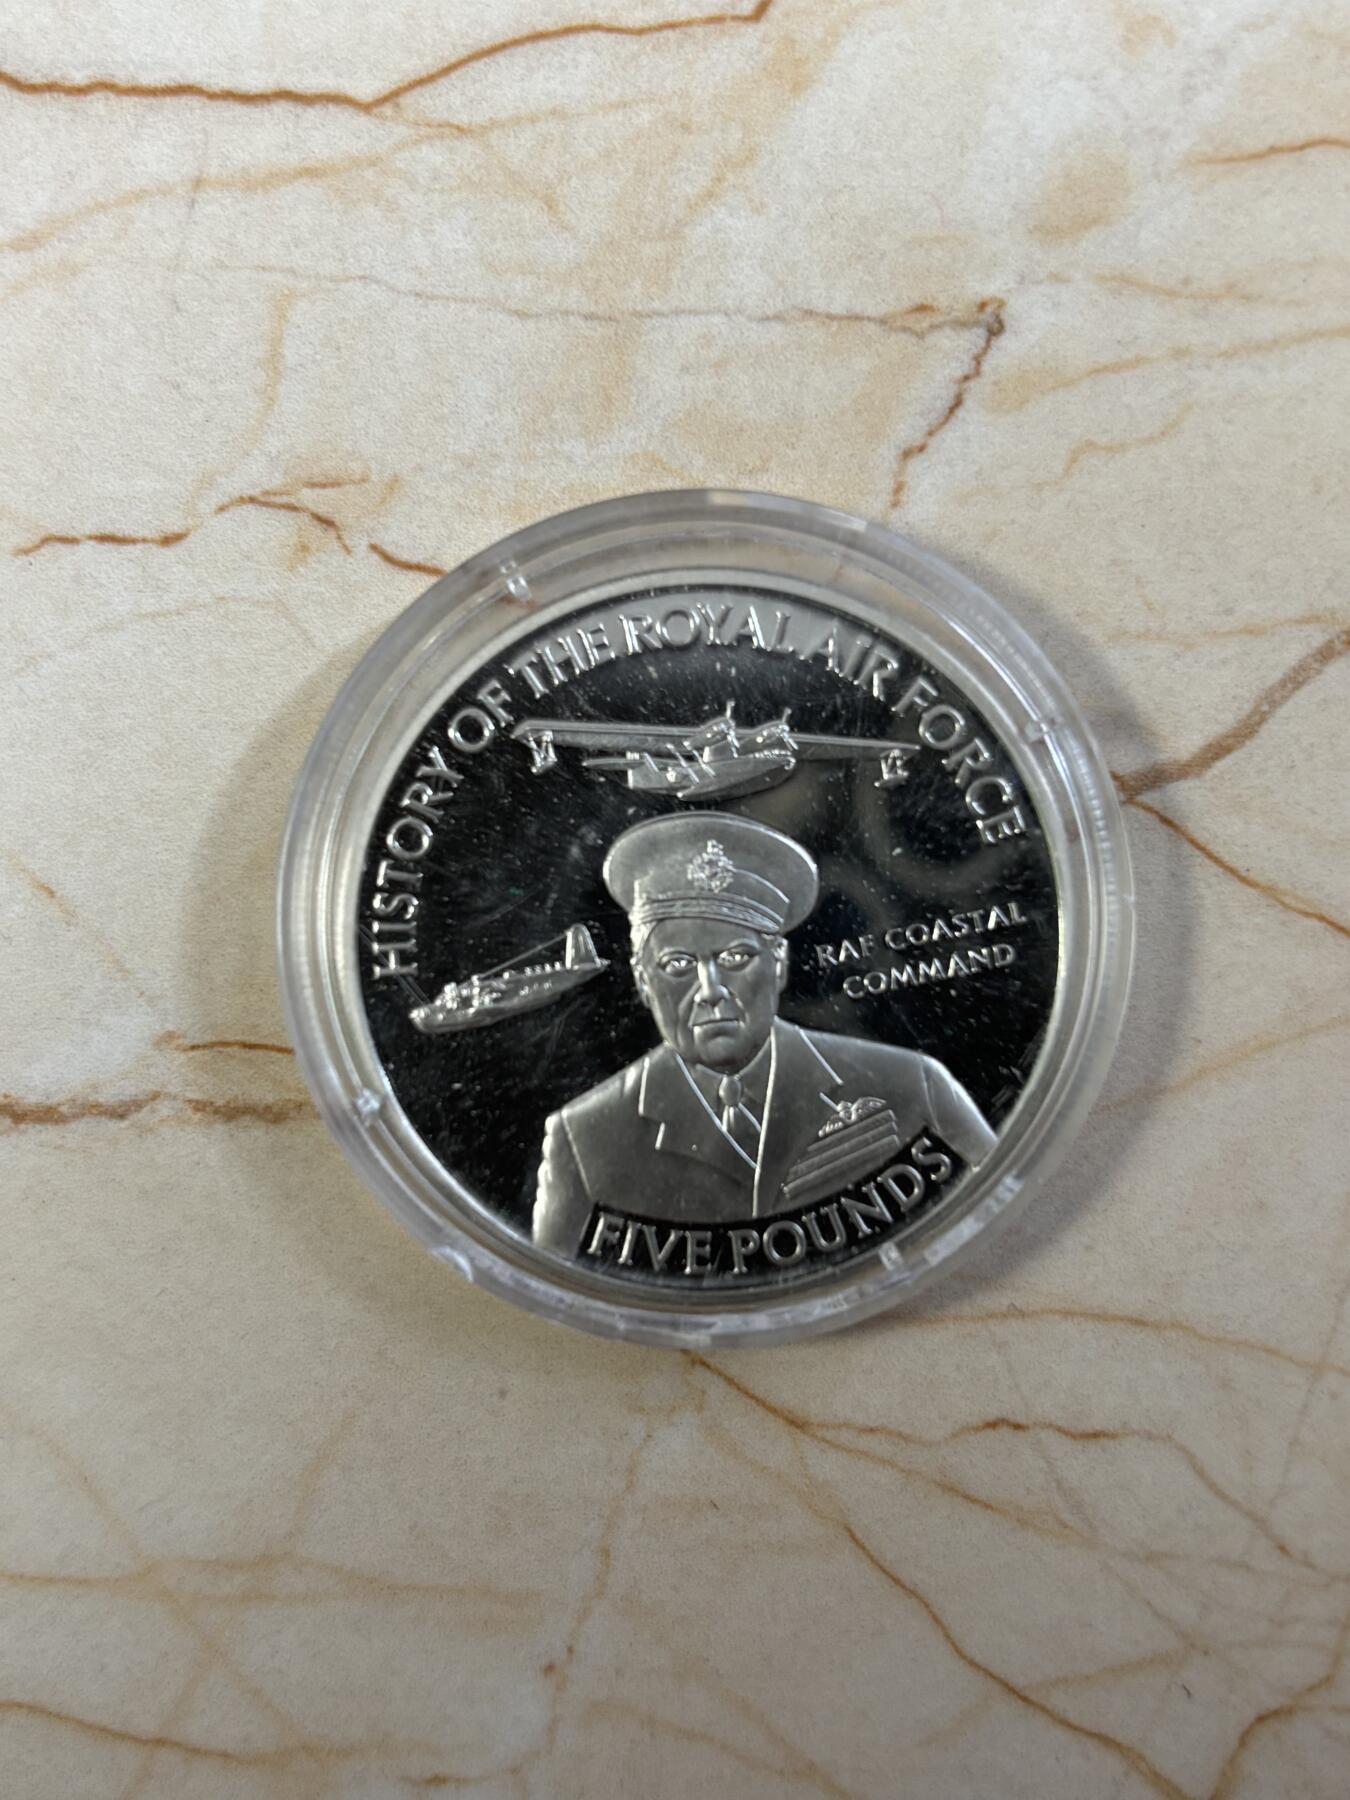 HISTORY OF THE ROYAL AIR FORCE
RAF COASTAL
COMMAND
FIVE POUNDS